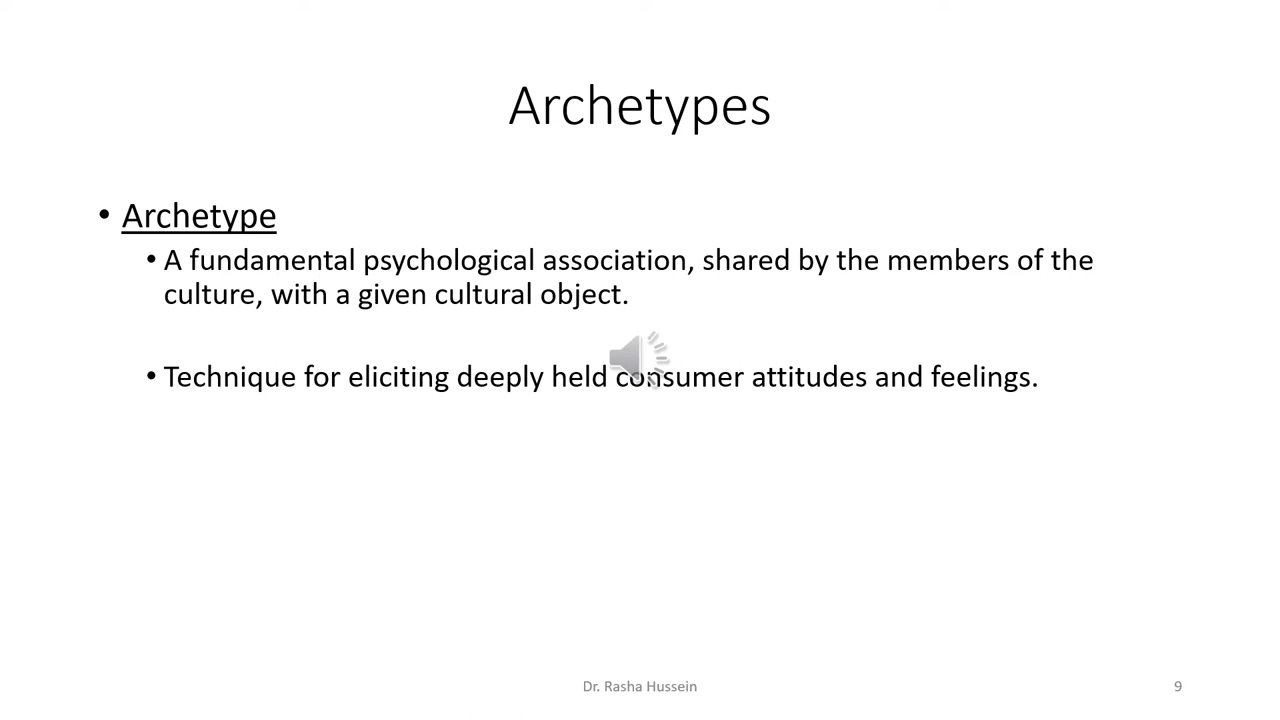 Archetypes
• Archetype
• A fundamental psychological association, shared by the members of the
culture, with a given cultural object.
• Technique for eliciting deeply held consumer attitudes and feelings.
Dr. Rasha Hussein
9